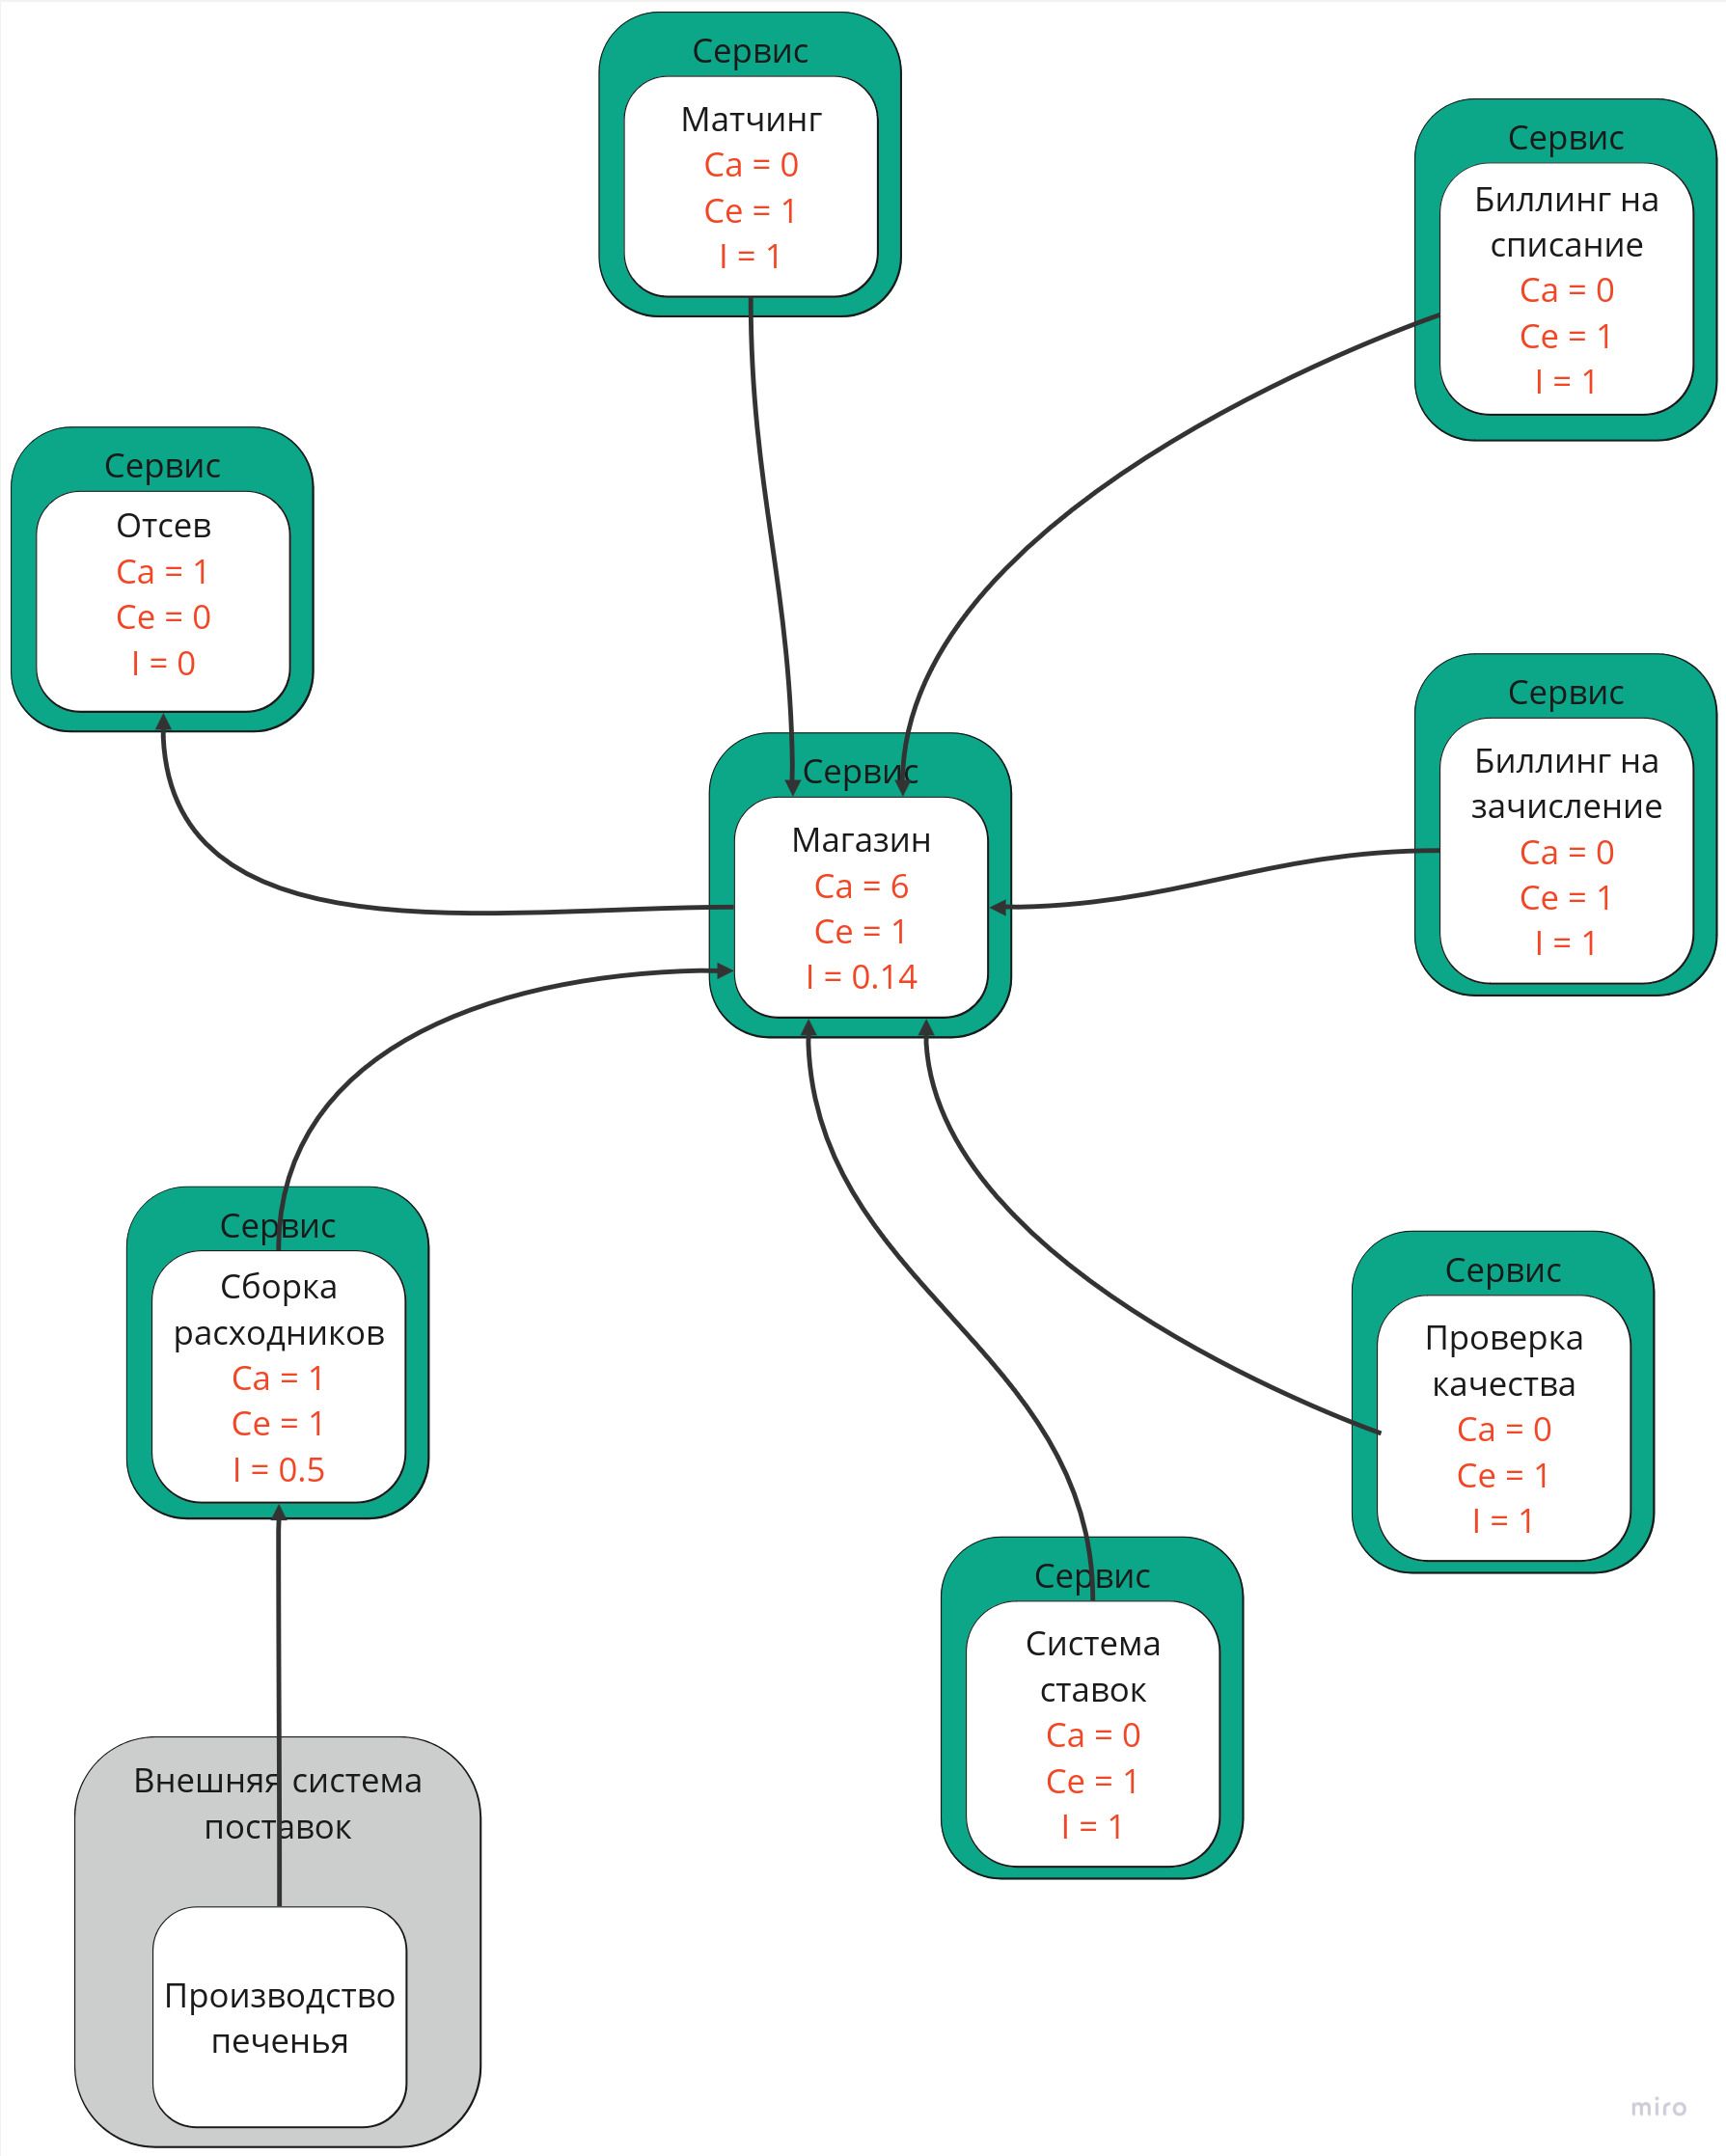 Сервис
Матчинг
Ca = 0
Ce = 1
I = 1
Сервис
Биллинг на
списание
Ca = 0
Ce = 1
I = 1
Сервис
Отсев
Ca = 1
Ce = 0
I = 0
Сервис
Биллинг на
зачисление
Ca = 0
Ce = 1
I = 1
Сервис
Магазин
Ca = 6
Ce = 1
I = 0.14
Сервис
Сборка
расходников
Ca = 1
Ce = 1
I = 0.5
Сервис
Проверка
качества
Ca = 0
Ce = 1
I = 1
Сервис
Система
ставок
Ca = 0
Ce = 1
I = 1
Внешняя система
поставок
Производство
печенья
miro